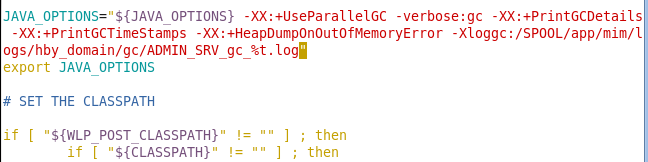 JAVA_OPTIONS="${JAVA_OPTIONS} -XX:+UseParallelGC -verbose:gc -XX:+PrintGCDetails
 -XX:+PrintGCTimeStamps -XX:+HeapDumpOnOutOfMemoryError -Xloggc:/SPOOL/app/mim/l
ogs/hby_domain/gc/ADMIN_SRV_gc_%t.log"
export JAVA_OPTIONS

# SET THE CLASSPATH

if [ "${WLP_POST_CLASSPATH}" != "" ] ; then
        if [ "${CLASSPATH}" != "" ] ; then